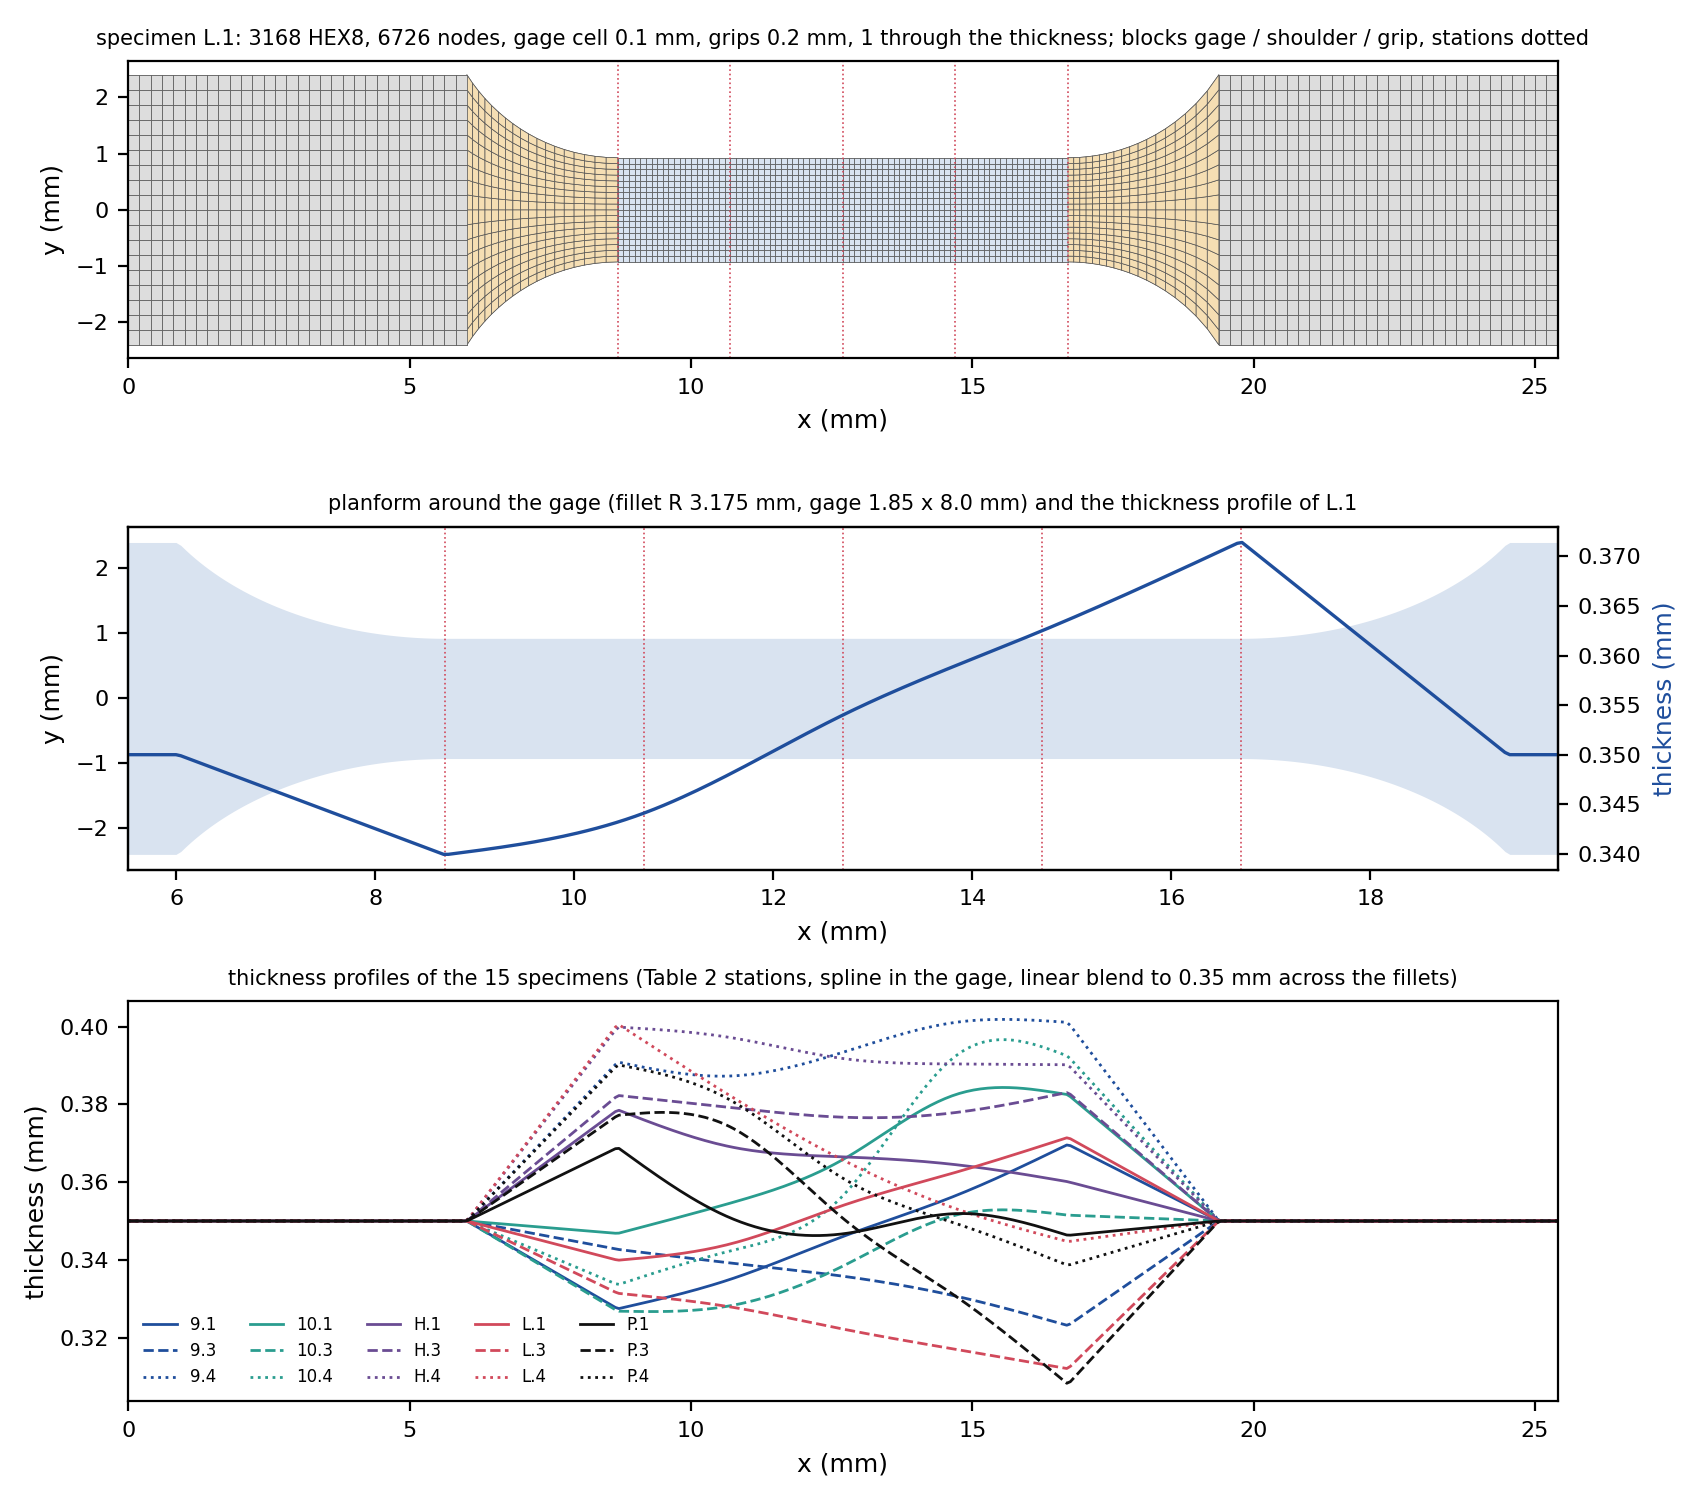 specimen L.1: 3168 HEX8, 6726 nodes, gage cell 0.1 mm, grips 0.2 mm, 1 through the thickness; blocks gage / shoulder / grip, stations dotted
y (mm)
2
1
0
−1
−2
0 5 10 15 20 25
x (mm)
planform around the gage (fillet R 3.175 mm, gage 1.85 x 8.0 mm) and the thickness profile of L.1
y (mm)
2
1
0
−1
−2
0.370
0.365
0.360
0.355
0.350
0.345
0.340
thickness (mm)
6 8 10 12 14 16 18
x (mm)
thickness profiles of the 15 specimens (Table 2 stations, spline in the gage, linear blend to 0.35 mm across the fillets)
thickness (mm)
0.40
0.38
0.36
0.34
0.32
9.1 10.1 H.1 L.1 P.1
9.3 10.3 H.3 L.3 P.3
9.4 10.4 H.4 L.4 P.4
0 5 10 15 20 25
x (mm)